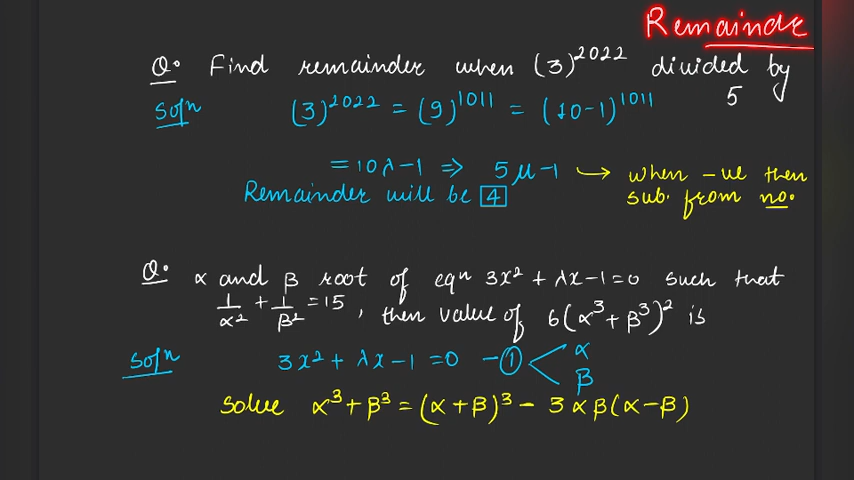 Remainde
Q. Find remainder when (3)^2022 divided by
5
Soln (3)^2022 = (9)^1011 = (10-1)^1011
= 10λ-1 ⇒ 5μ-1 → when -ve then
Remainder will be 4 sub. from no.
Q. α and β root of eqn 3x² + λx-1=0 such that
1/α² + 1/β² = 15, then value of 6(α³+β³)² is
Soln 3x² + λx-1 = 0 -① < α
β
Solve α³+β³ = (α+β)³ - 3αβ(α-β)